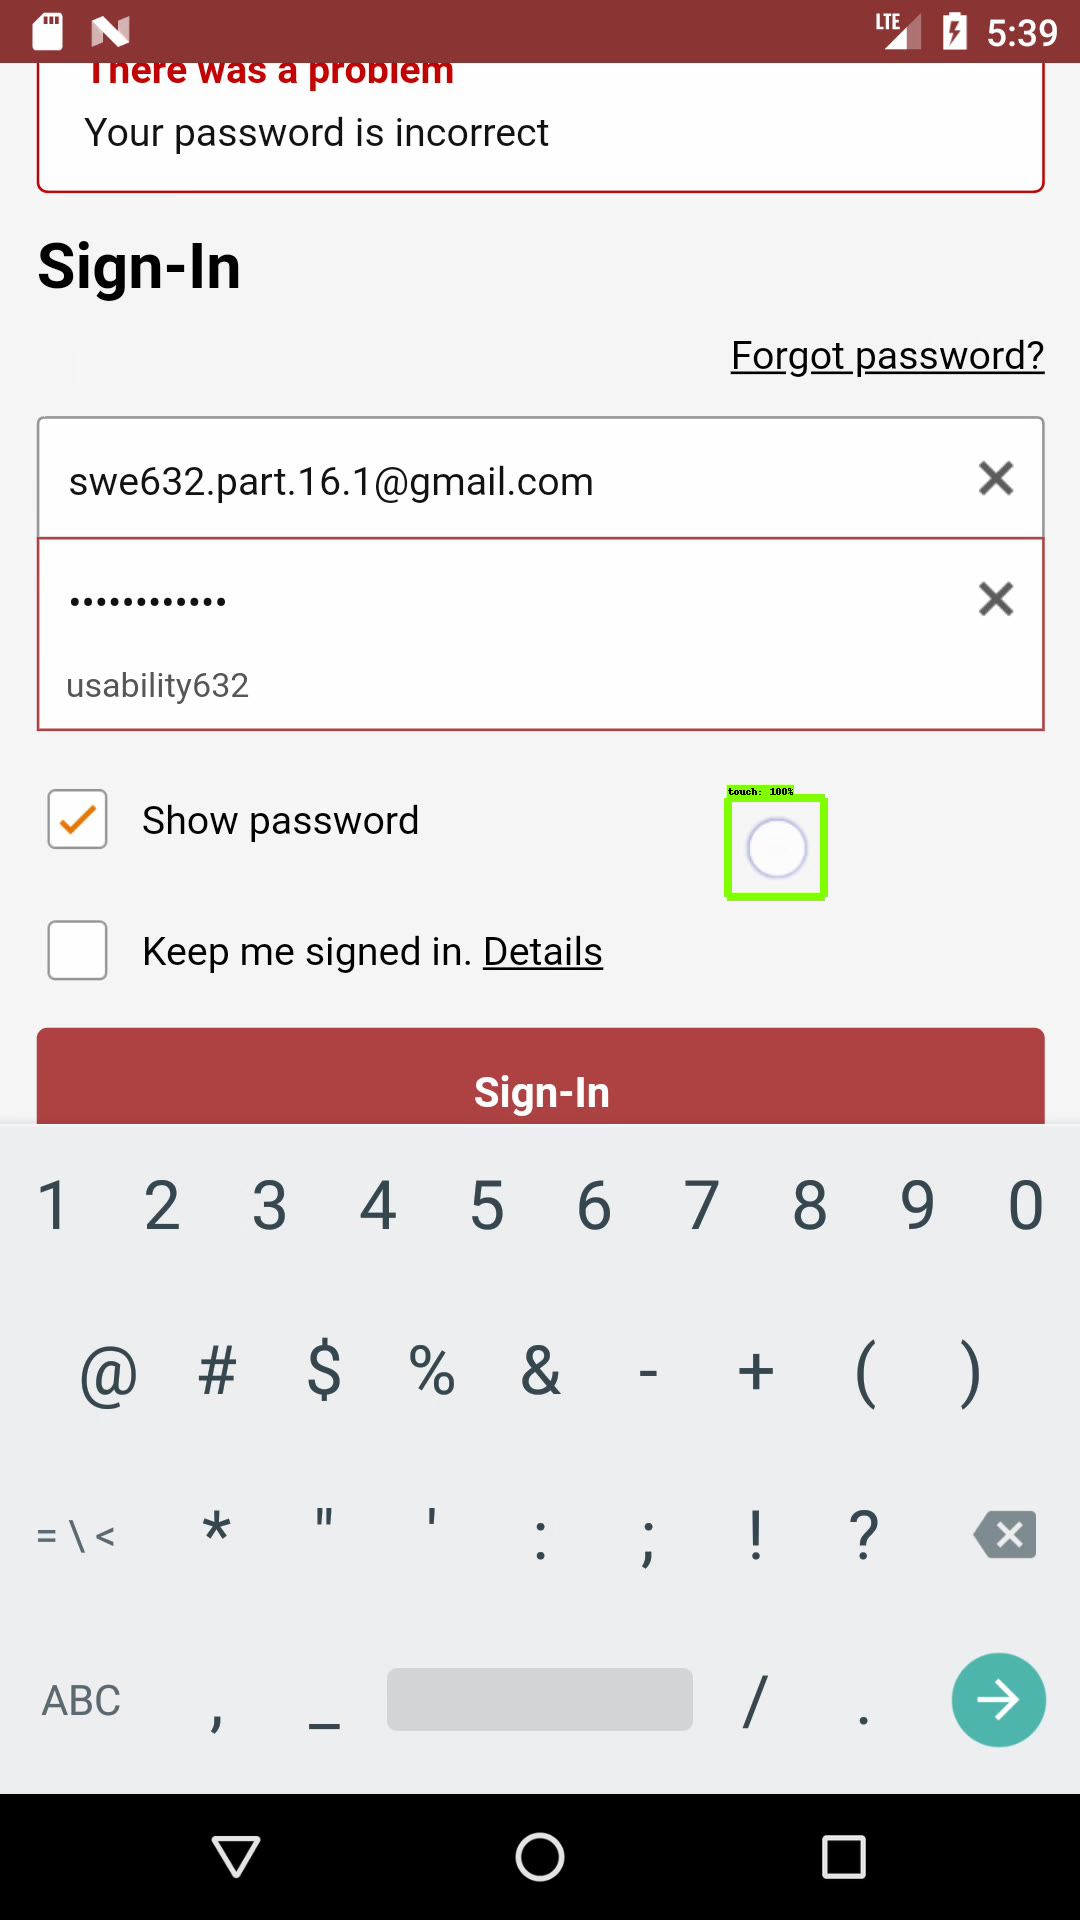 LTE 5:39
There was a problem
Your password is incorrect
Sign-In
Forgot password?
swe632.part.16.1@gmail.com
••••••••••••
usability632
Show password
touch: 100%
Keep me signed in. Details
Sign-In
1 2 3 4 5 6 7 8 9 0
@ # $ % & - + ( )
= \ < * " ' : ; ! ?
ABC , _ / .